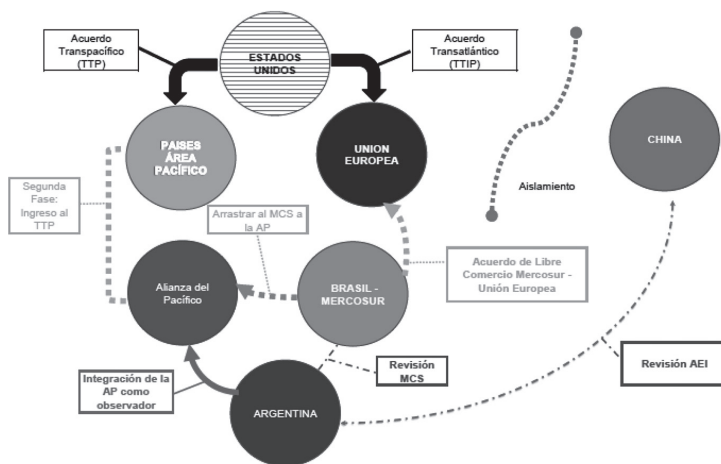 Acuerdo
Transpacífico
(TTP)
ESTADOS
UNIDOS
Acuerdo
Transatlántico
(TTIP)
PAISES
ÁREA
PACÍFICO
UNION
EUROPEA
CHINA
Segunda
Fase:
Ingreso al
TTP
Arrastrar al MCS a
la AP
Aislamiento
Alianza del
Pacífico
BRASIL -
MERCOSUR
Acuerdo de Libre
Comercio Mercosur -
Unión Europea
Integración de la
AP como
observador
Revisión
MCS
Revisión AEI
ARGENTINA